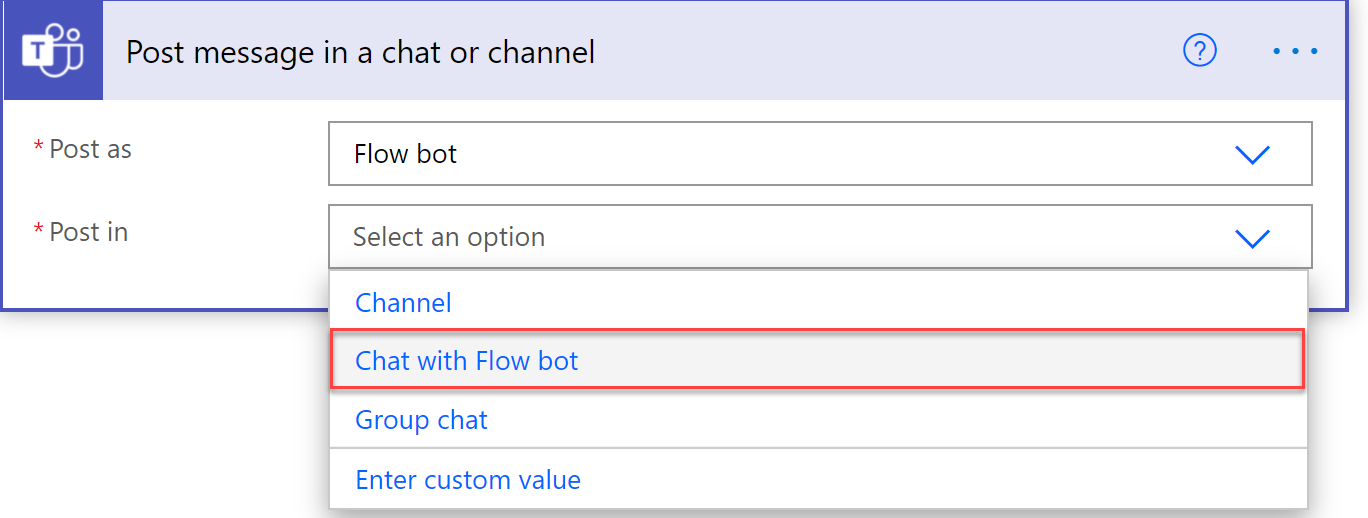 T
Post message in a chat or channel
?
* Post as
Flow bot
* Post in
Select an option
Channel
Chat with Flow bot
Group chat
Enter custom value